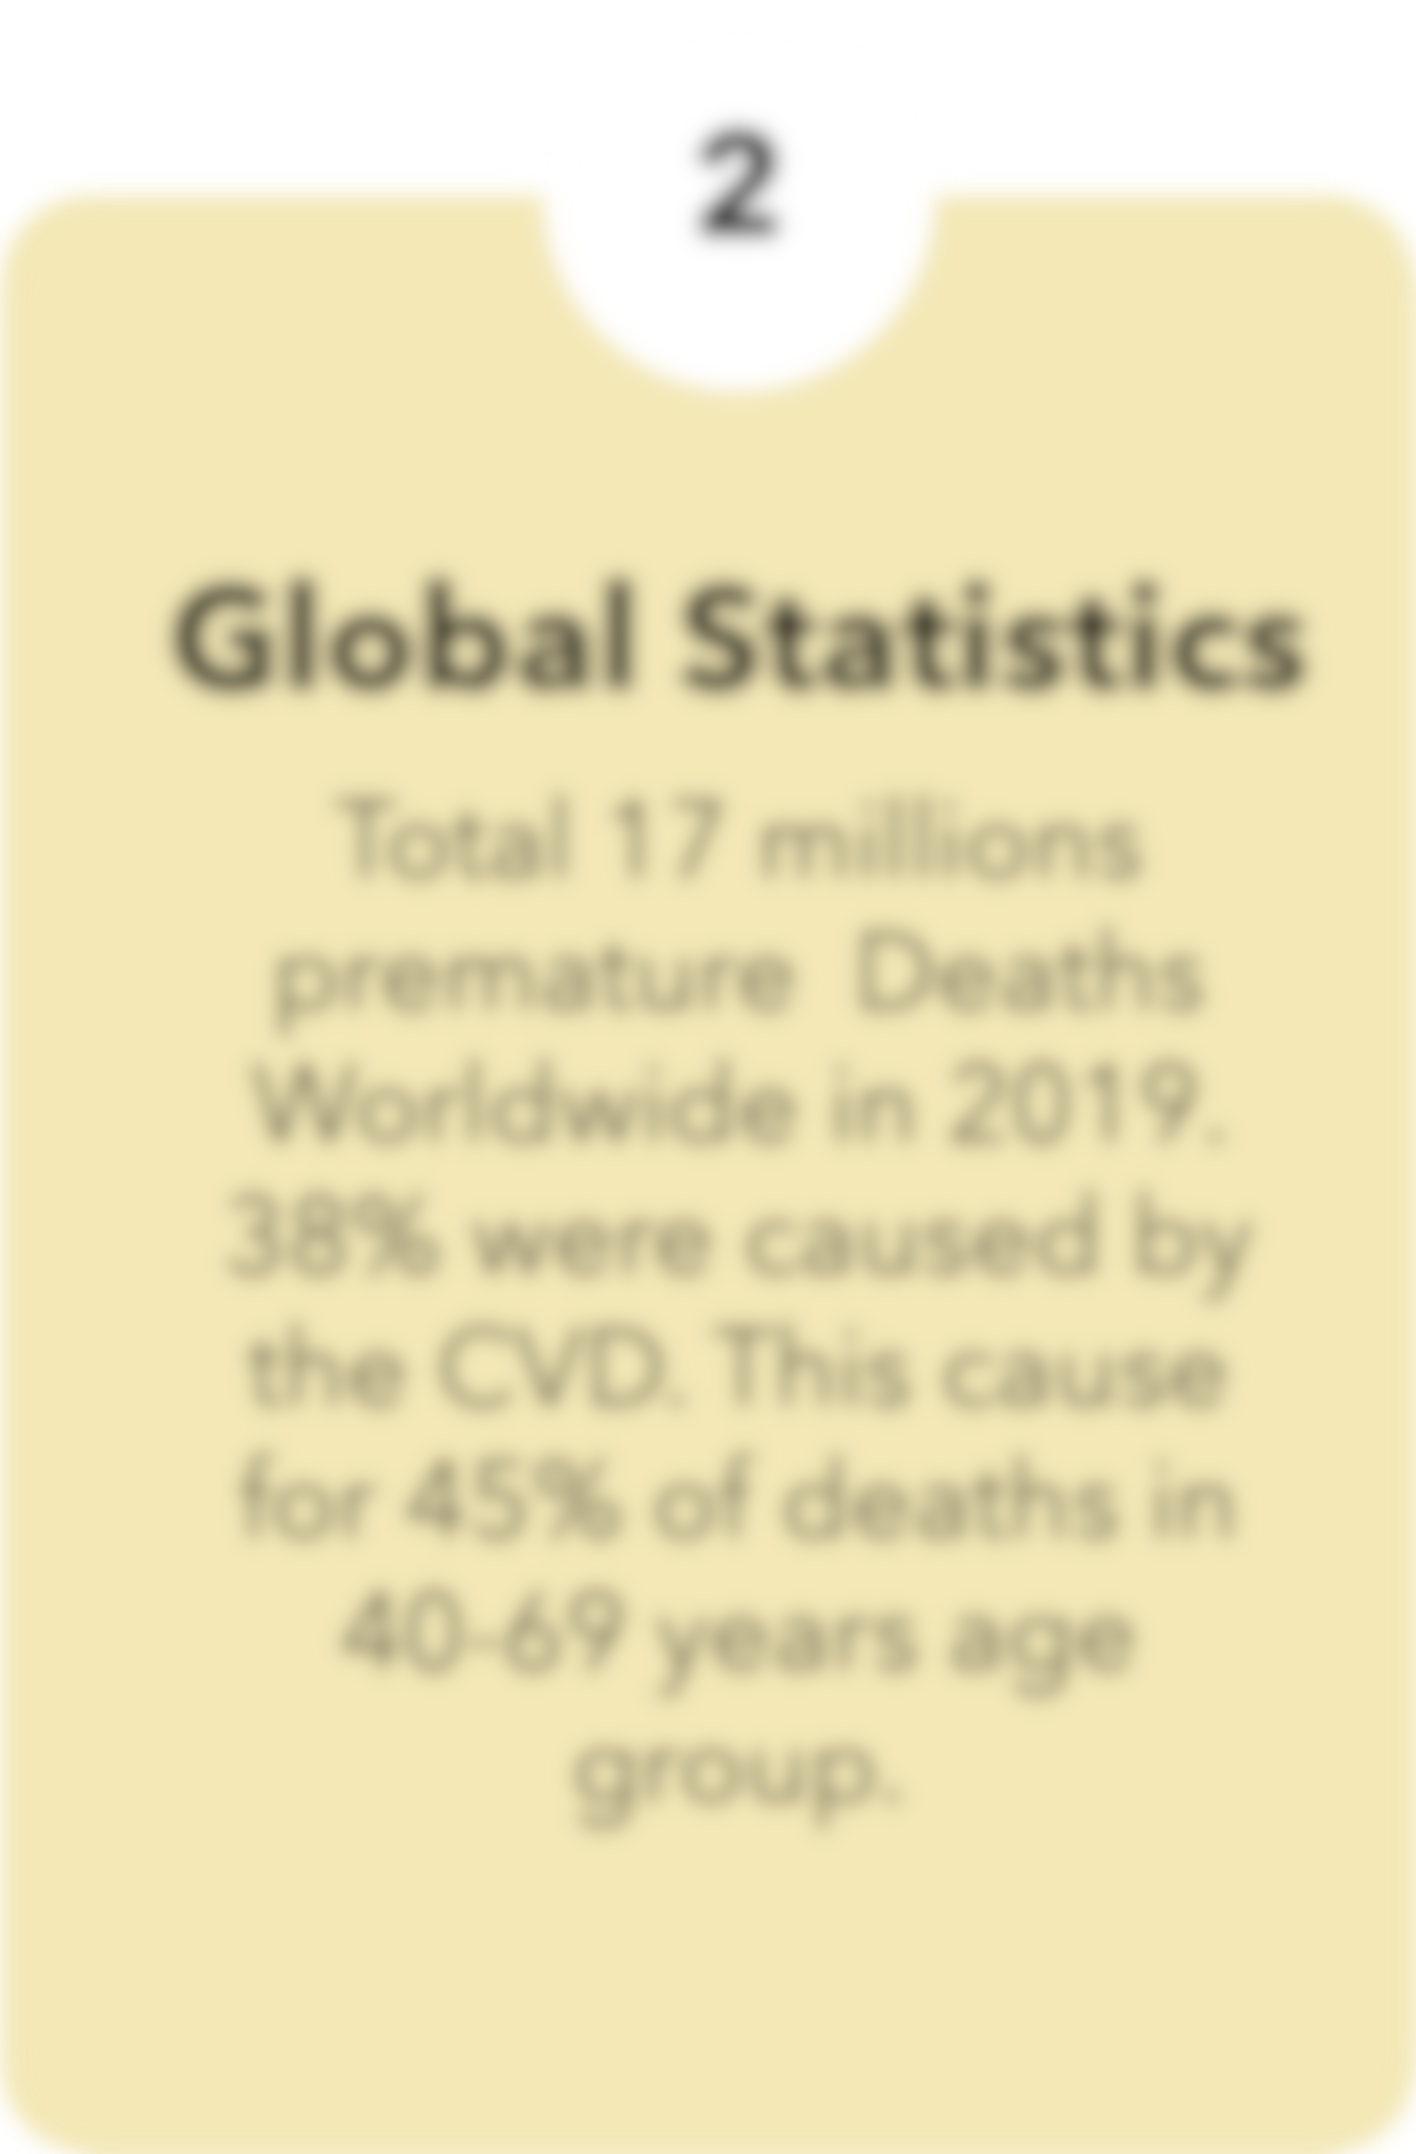 2
Global Statistics
Total 17 millions
premature  Deaths
Worldwide in 2019.
38% were caused by
the CVD. This cause
for 45% of deaths in
40-69 years age
group.